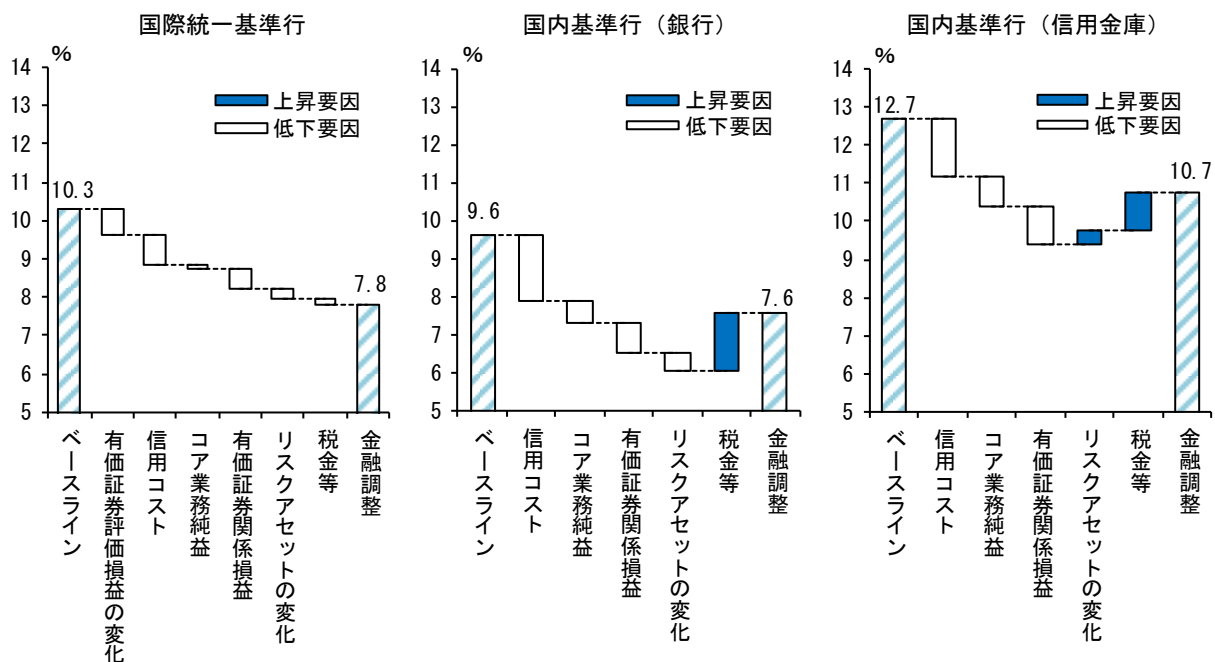 国際統一基準行
%
14
13
12
11
10
9
8
7
6
5
上昇要因
低下要因
10.3
7.8
ベースライン
有価証券評価損益の変化
信用コスト
コア業務純益
有価証券関係損益
リスクアセットの変化
税金等
金融調整
国内基準行（銀行）
%
14
13
12
11
10
9
8
7
6
5
上昇要因
低下要因
9.6
7.6
ベースライン
信用コスト
コア業務純益
有価証券関係損益
リスクアセットの変化
税金等
金融調整
国内基準行（信用金庫）
%
14
13
12
11
10
9
8
7
6
5
上昇要因
低下要因
12.7
10.7
ベースライン
信用コスト
コア業務純益
有価証券関係損益
リスクアセットの変化
税金等
金融調整